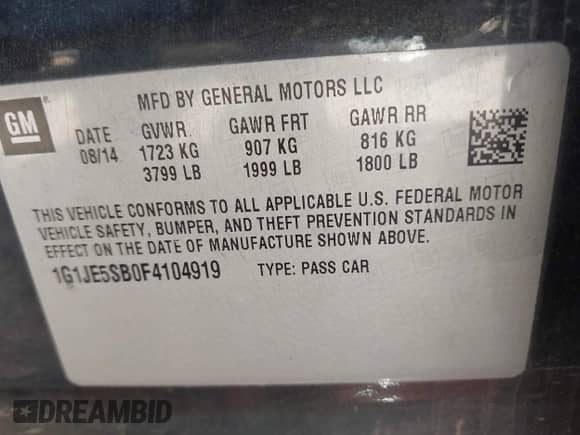 MFD BY GENERAL MOTORS LLC
GM
DATE GVWR GAWR FRT GAWR RR
08/14 1723 KG 907 KG 816 KG
3799 LB 1999 LB 1800 LB
THIS VEHICLE CONFORMS TO ALL APPLICABLE U.S. FEDERAL MOTOR
VEHICLE SAFETY, BUMPER, AND THEFT PREVENTION STANDARDS IN
EFFECT ON THE DATE OF MANUFACTURE SHOWN ABOVE.
1G1JE5SB0F4104919 TYPE: PASS CAR
DREAMBID